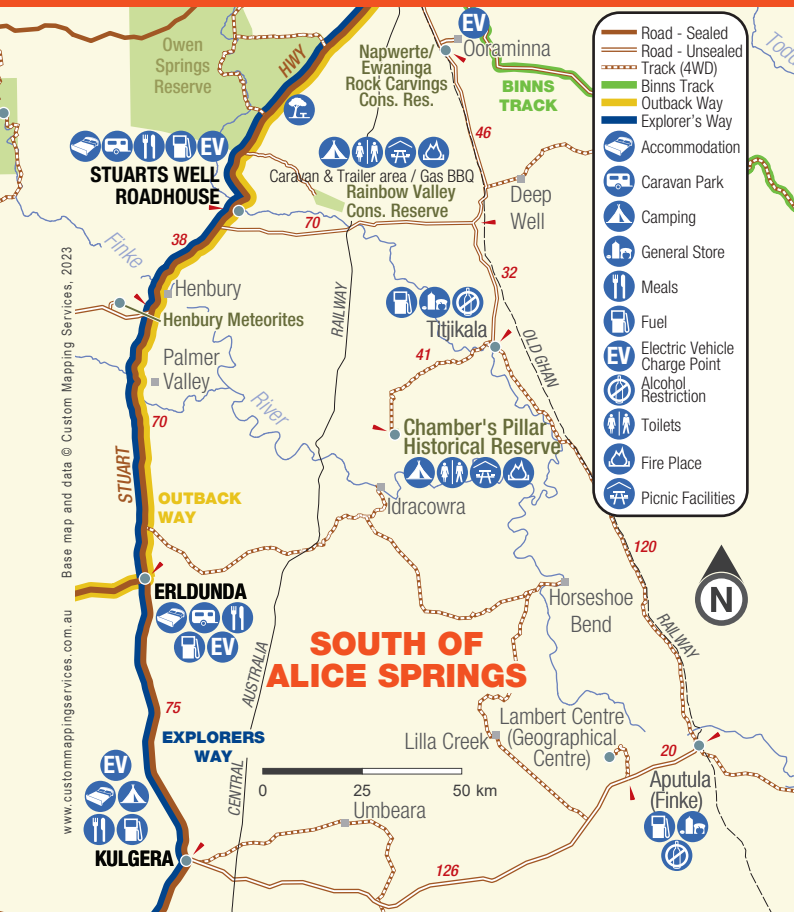 Owen
Springs
Reserve
HWY
Napwerte/
Ewaninga
Rock Carvings
Cons. Res.
EV
Ooraminna
BINNS
TRACK
46
Todd
Road - Sealed
Road - Unsealed
Track (4WD)
Binns Track
Outback Way
Explorer's Way
Accommodation
Caravan Park
Camping
General Store
Meals
Fuel
EV
Electric Vehicle
Charge Point
Alcohol
Restriction
Toilets
Fire Place
Picnic Facilities
EV
STUARTS WELL
ROADHOUSE
Caravan & Trailer area / Gas BBQ
Rainbow Valley
Cons. Reserve
Deep
Well
70
38
Finke
32
Henbury
Henbury Meteorites
RAILWAY
Titjikala
OLD GHAN
41
Palmer
Valley
River
70
STUART
Chamber's Pillar
Historical Reserve
Idracowra
OUTBACK
WAY
120
N
ERLDUNDA
EV
Horseshoe
Bend
RAILWAY
SOUTH OF
ALICE SPRINGS
AUSTRALIA
75
EXPLORERS
WAY
CENTRAL
Lilla Creek
Lambert Centre
(Geographical
Centre)
20
Aputula
(Finke)
0 25 50 km
EV
Umbeara
KULGERA
126
Base map and data © Custom Mapping Services, 2023
www.custommappingservices.com.au